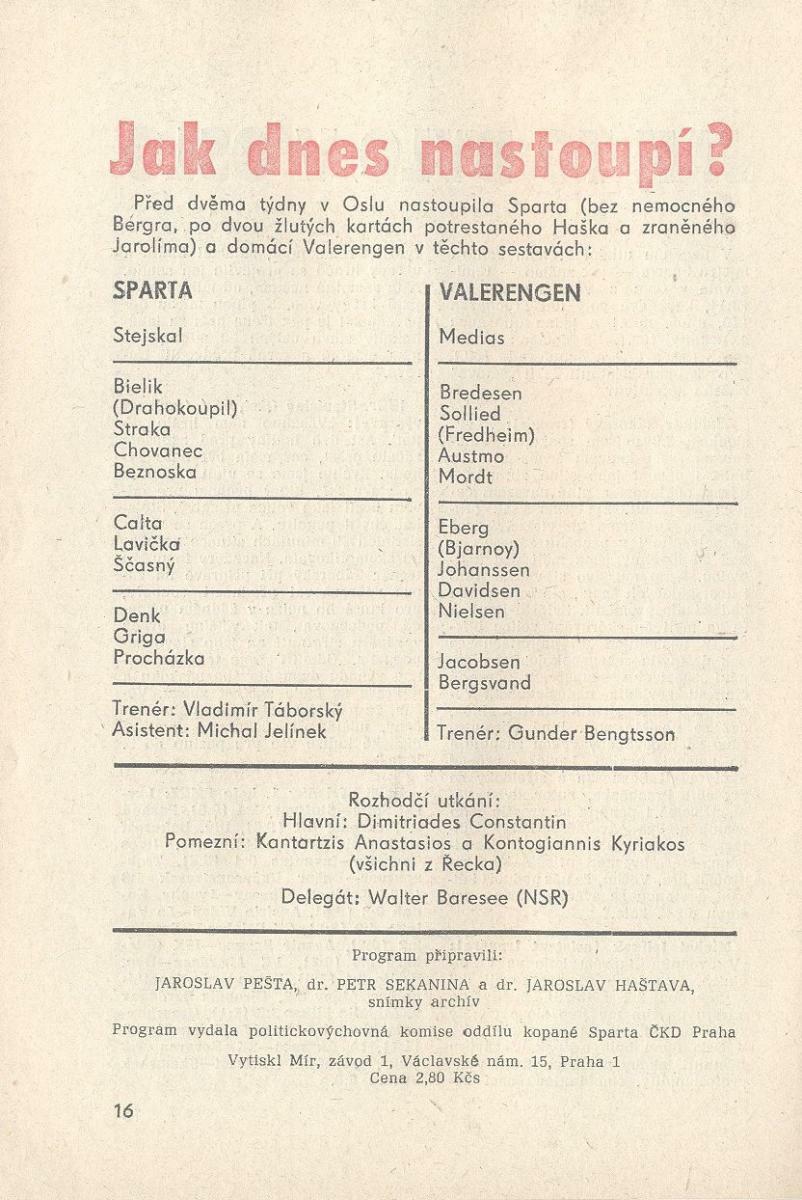 Jak dnes nastoupí?
Před dvěma týdny v Oslu nastoupila Sparta (bez nemocného
Bergra, po dvou žlutých kartách potrestaného Haška a zraněného
Jarolíma) a domácí Valerengen v těchto sestavách:
SPARTA
Stejskal
Bielik
(Drahokoupil)
Straka
Chovanec
Beznoska
Calta
Lavička
Ščasný
Denk
Griga
Procházka
Trenér: Vladimír Táborský
Asistent: Michal Jelínek
VALERENGEN
Medias
Bredesen
Sollied
(Fredheim)
Austmo
Mordt
Eberg
(Bjarnoy)
Johanssen
Davidsen
Nielsen
Jacobsen
Bergsvand
Trenér: Gunder Bengtsson
Rozhodčí utkání:
Hlavní: Dimitriades Constantin
Pomezní: Kantartzis Anastasios a Kontogiannis Kyriakos
(všichni z Řecka)
Delegát: Walter Baresee (NSR)
Program připravili:
JAROSLAV PEŠTA, dr. PETR SEKANINA a dr. JAROSLAV HAŠTAVA,
snímky archív
Program vydala politickovýchovná komise oddílu kopané Sparta ČKD Praha
Vytiskl Mír, závod 1, Václavské nám. 15, Praha 1
Cena 2,80 Kčs
16